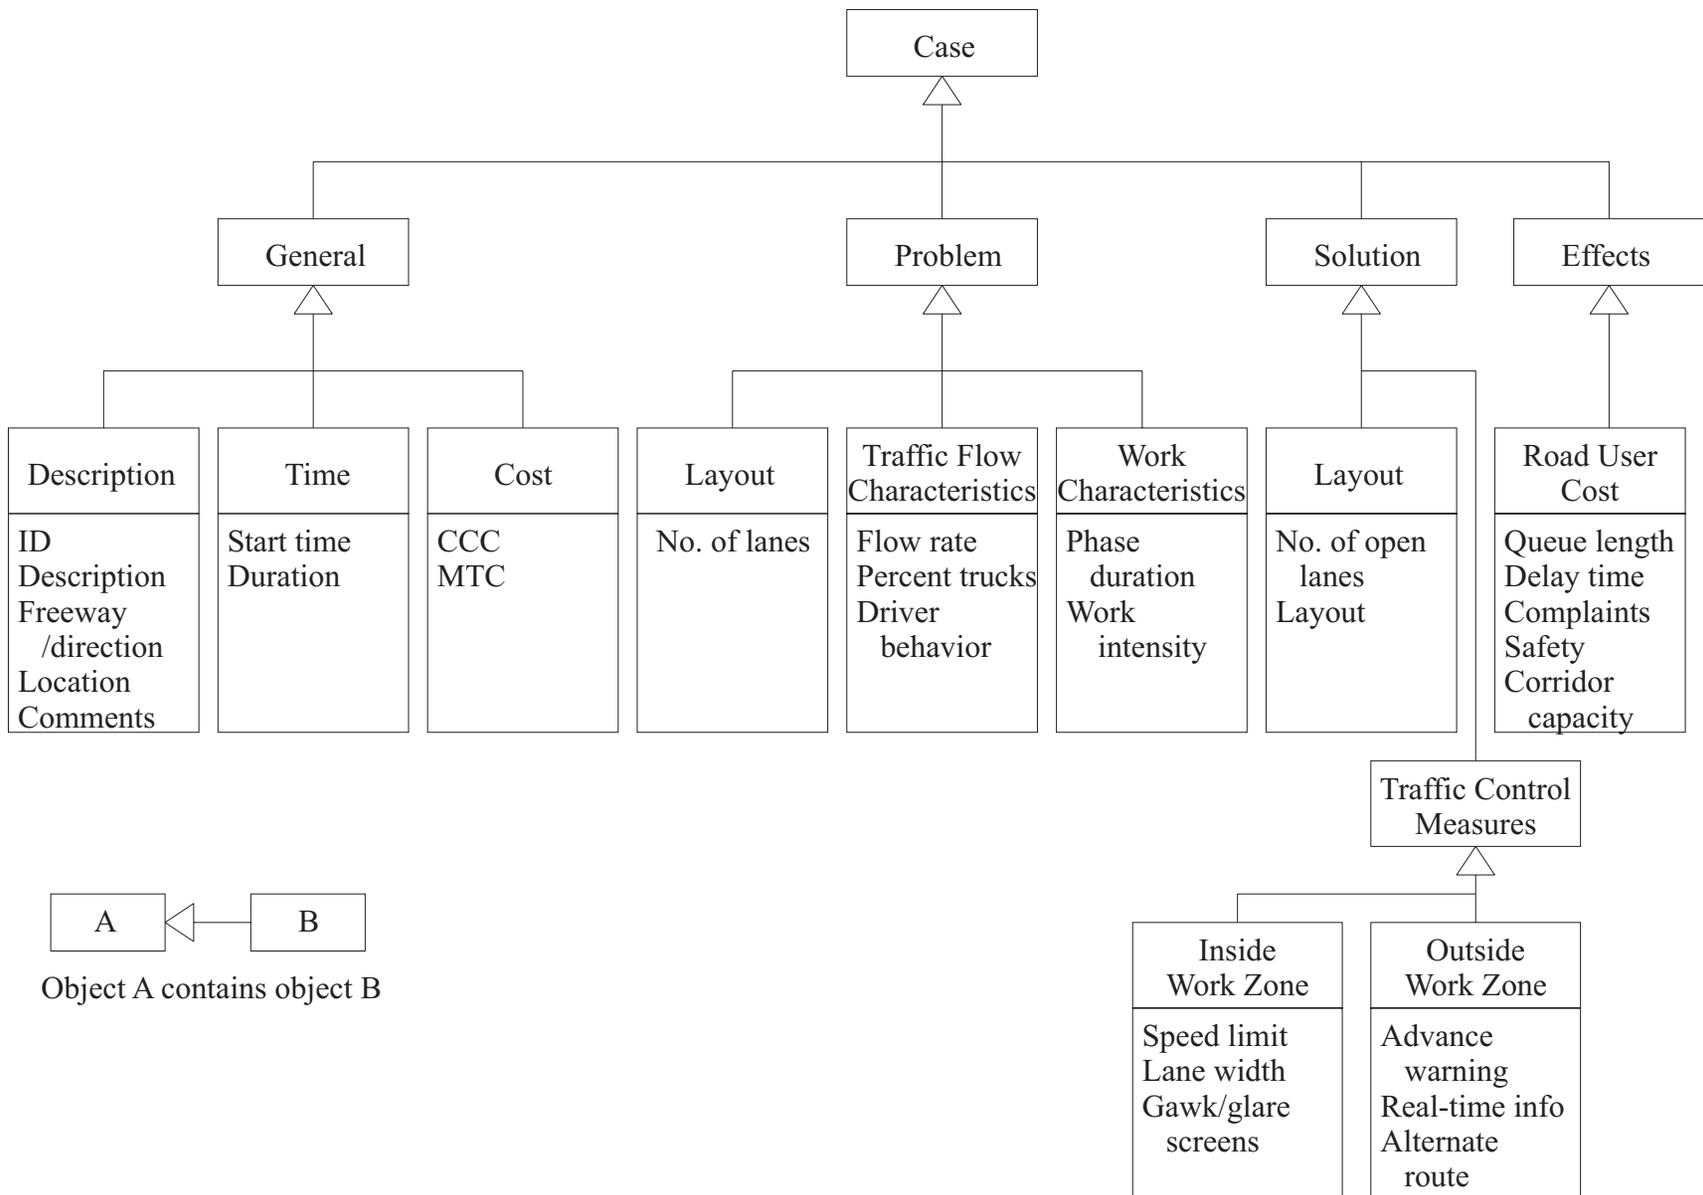 Case
General
Problem
Solution
Effects
Description
Time
Cost
Layout
Traffic Flow
Characteristics
Work
Characteristics
Layout
Road User
Cost
ID
Description
Freeway
/direction
Location
Comments
Start time
Duration
CCC
MTC
No. of lanes
Flow rate
Percent trucks
Driver
behavior
Phase
duration
Work
intensity
No. of open
lanes
Layout
Queue length
Delay time
Complaints
Safety
Corridor
capacity
Traffic Control
Measures
A
B
Object A contains object B
Inside
Work Zone
Outside
Work Zone
Speed limit
Lane width
Gawk/glare
screens
Advance
warning
Real-time info
Alternate
route